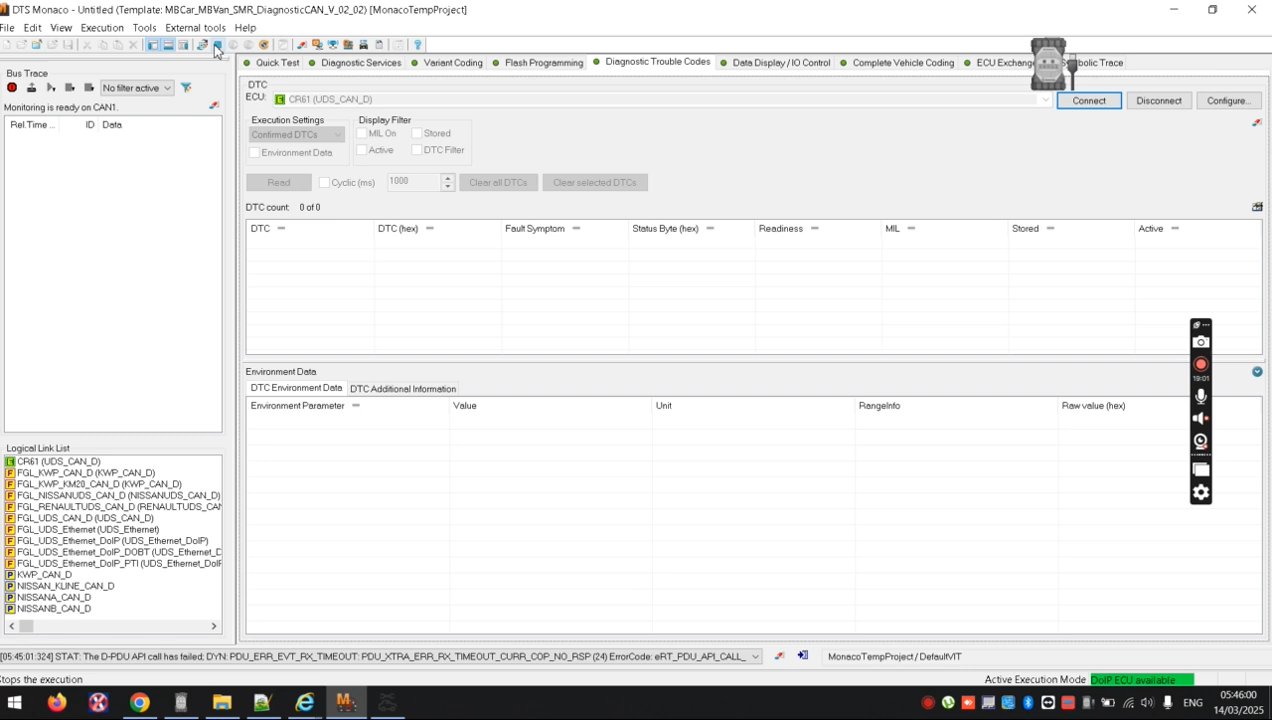 DTS Monaco - Untitled (Template: MBCar_MBVan_SMR_DiagnosticCAN_V_02_02) [MonacoTempProject]
File Edit View Execution Tools External tools Help
Quick Test Diagnostic Services Variant Coding Flash Programming Diagnostic Trouble Codes Data Display / IO Control Complete Vehicle Coding ECU Exchange bolic Trace
Bus Trace
No filter active
Monitoring is ready on CAN1.
Rel.Time ... ID Data
DTC
ECU: CR61 (UDS_CAN_D) Connect Disconnect Configure...
Execution Settings Display Filter
Confirmed DTCs MIL On Stored
Environment Data Active DTC Filter
Read Cyclic (ms) 1000 Clear all DTCs Clear selected DTCs
DTC count: 0 of 0
DTC DTC (hex) Fault Symptom Status Byte (hex) Readiness MIL Stored Active
19:01
Environment Data
DTC Environment Data DTC Additional Information
Environment Parameter Value Unit RangeInfo Raw value (hex)
Logical Link List
CR61 (UDS_CAN_D)
FGL_KWP_CAN_D (KWP_CAN_D)
FGL_KWP_KM20_CAN_D (KWP_CAN_D)
FGL_NISSANUDS_CAN_D (NISSANUDS_CAN_D)
FGL_RENAULTUDS_CAN_D (RENAULTUDS_CAN
FGL_UDS_CAN_D (UDS_CAN_D)
FGL_UDS_Ethernet (UDS_Ethernet)
FGL_UDS_Ethernet_DoIP (UDS_Ethernet_DoIP)
FGL_UDS_Ethernet_DoIP_DOBT (UDS_Ethernet_D
FGL_UDS_Ethernet_DoIP_PTI (UDS_Ethernet_DoIF
KWP_CAN_D
NISSAN_KLINE_CAN_D
NISSANA_CAN_D
NISSANB_CAN_D
[05:45:01:324] STAT: The D-PDU API call has failed; DYN: PDU_ERR_EVT_RX_TIMEOUT: PDU_XTRA_ERR_RX_TIMEOUT_CURR_COP_NO_RSP (24) ErrorCode: eRT_PDU_API_CALL_ MonacoTempProject / DefaultVIT
tops the execution Active Execution Mode DoIP ECU available
ENG 05:46:00
14/03/2025